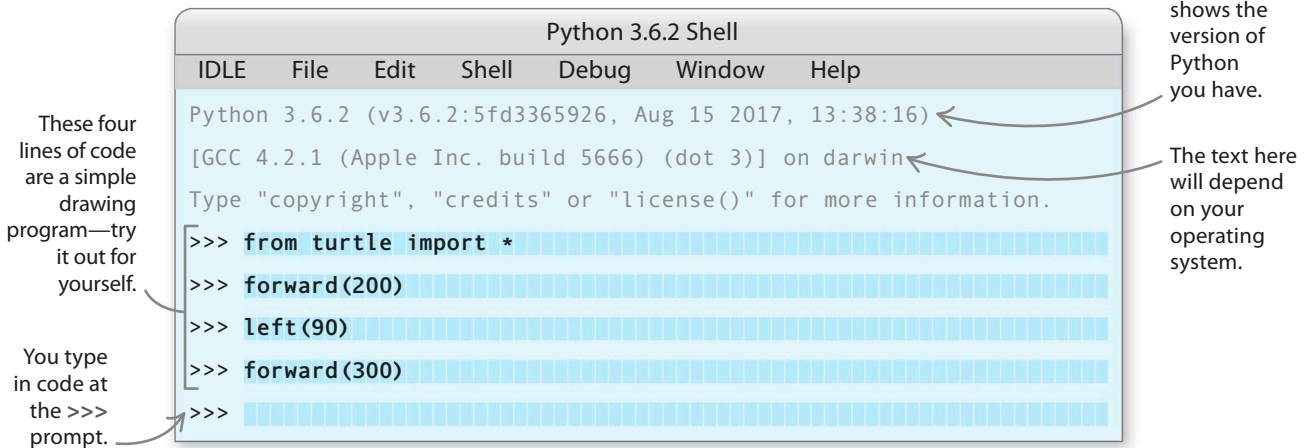 shows the
version of
Python
you have.
Python 3.6.2 Shell
IDLE File Edit Shell Debug Window Help
Python 3.6.2 (v3.6.2:5fd3365926, Aug 15 2017, 13:38:16)
[GCC 4.2.1 (Apple Inc. build 5666) (dot 3)] on darwin
Type "copyright", "credits" or "license()" for more information.
>>> from turtle import *
>>> forward(200)
>>> left(90)
>>> forward(300)
>>>
These four
lines of code
are a simple
drawing
program—try
it out for
yourself.
You type
in code at
the >>>
prompt.
The text here
will depend
on your
operating
system.